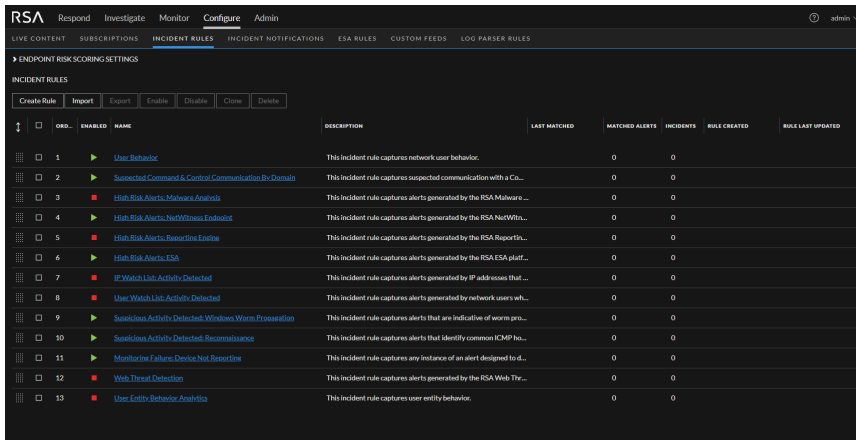 RSA Respond Investigate Monitor Configure Admin admin
LIVE CONTENT SUBSCRIPTIONS INCIDENT RULES INCIDENT NOTIFICATIONS ESA RULES CUSTOM FEEDS LOG PARSER RULES
ENDPOINT RISK SCORING SETTINGS
INCIDENT RULES
Create Rule Import Export Enable Disable Clone Delete
ORD... ENABLED NAME DESCRIPTION LAST MATCHED MATCHED ALERTS INCIDENTS RULE CREATED RULE LAST UPDATED
1 User Behavior This incident rule captures network user behavior. 0 0
2 Suspected Command & Control Communication By Domain This incident rule captures suspected communication with a Co... 0 0
3 High Risk Alerts: Malware Analysis This incident rule captures alerts generated by the RSA Malware ... 0 0
4 High Risk Alerts: NetWitness Endpoint This incident rule captures alerts generated by the RSA NetWitn... 0 0
5 High Risk Alerts: Reporting Engine This incident rule captures alerts generated by the RSA Reportin... 0 0
6 High Risk Alerts: ESA This incident rule captures alerts generated by the RSA ESA platf... 0 0
7 IP Watch List: Activity Detected This incident rule captures alerts generated by IP addresses that ... 0 0
8 User Watch List: Activity Detected This incident rule captures alerts generated by network users wh... 0 0
9 Suspicious Activity Detected: Windows Worm Propagation This incident rule captures alerts that are indicative of worm pro... 0 0
10 Suspicious Activity Detected: Reconnaissance This incident rule captures alerts that identify common ICMP ho... 0 0
11 Monitoring Failure: Device Not Reporting This incident rule captures any instance of an alert designed to d... 0 0
12 Web Threat Detection This incident rule captures alerts generated by the RSA Web Thr... 0 0
13 User Entity Behavior Analytics This incident rule captures user entity behavior. 0 0